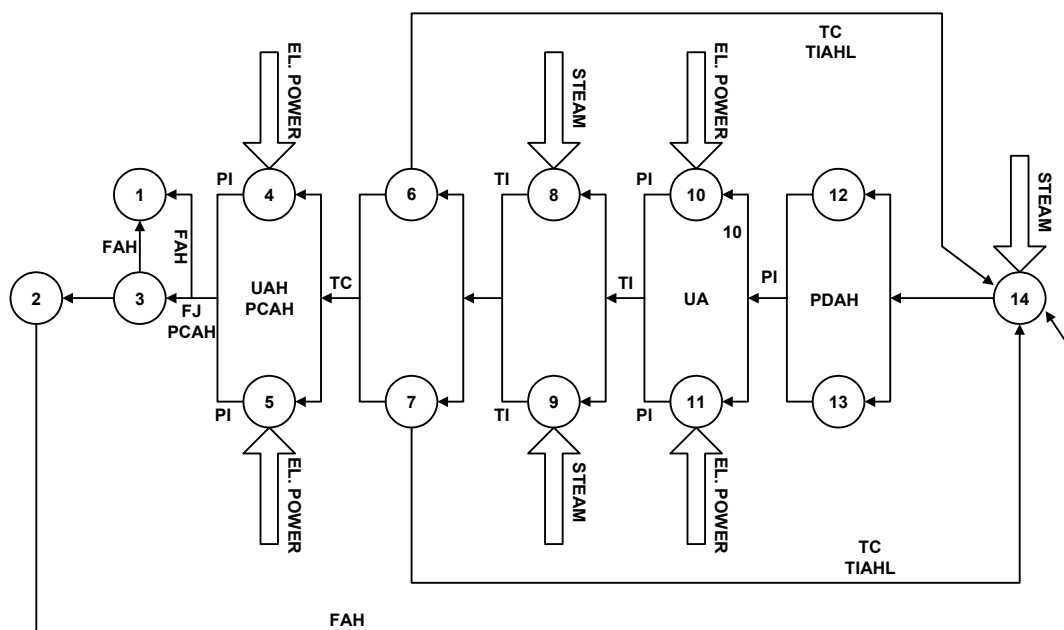 TC
TIAHL
EL. POWER
STEAM
EL. POWER
STEAM
PI
TI
PI
1
4
6
8
10
12
FAH
FAH
10
UAH
PCAH
TC
TI
UA
PI
PDAH
2
3
14
FJ
PCAH
PI
5
7
TI
9
PI
11
13
EL. POWER
STEAM
EL. POWER
TC
TIAHL
FAH